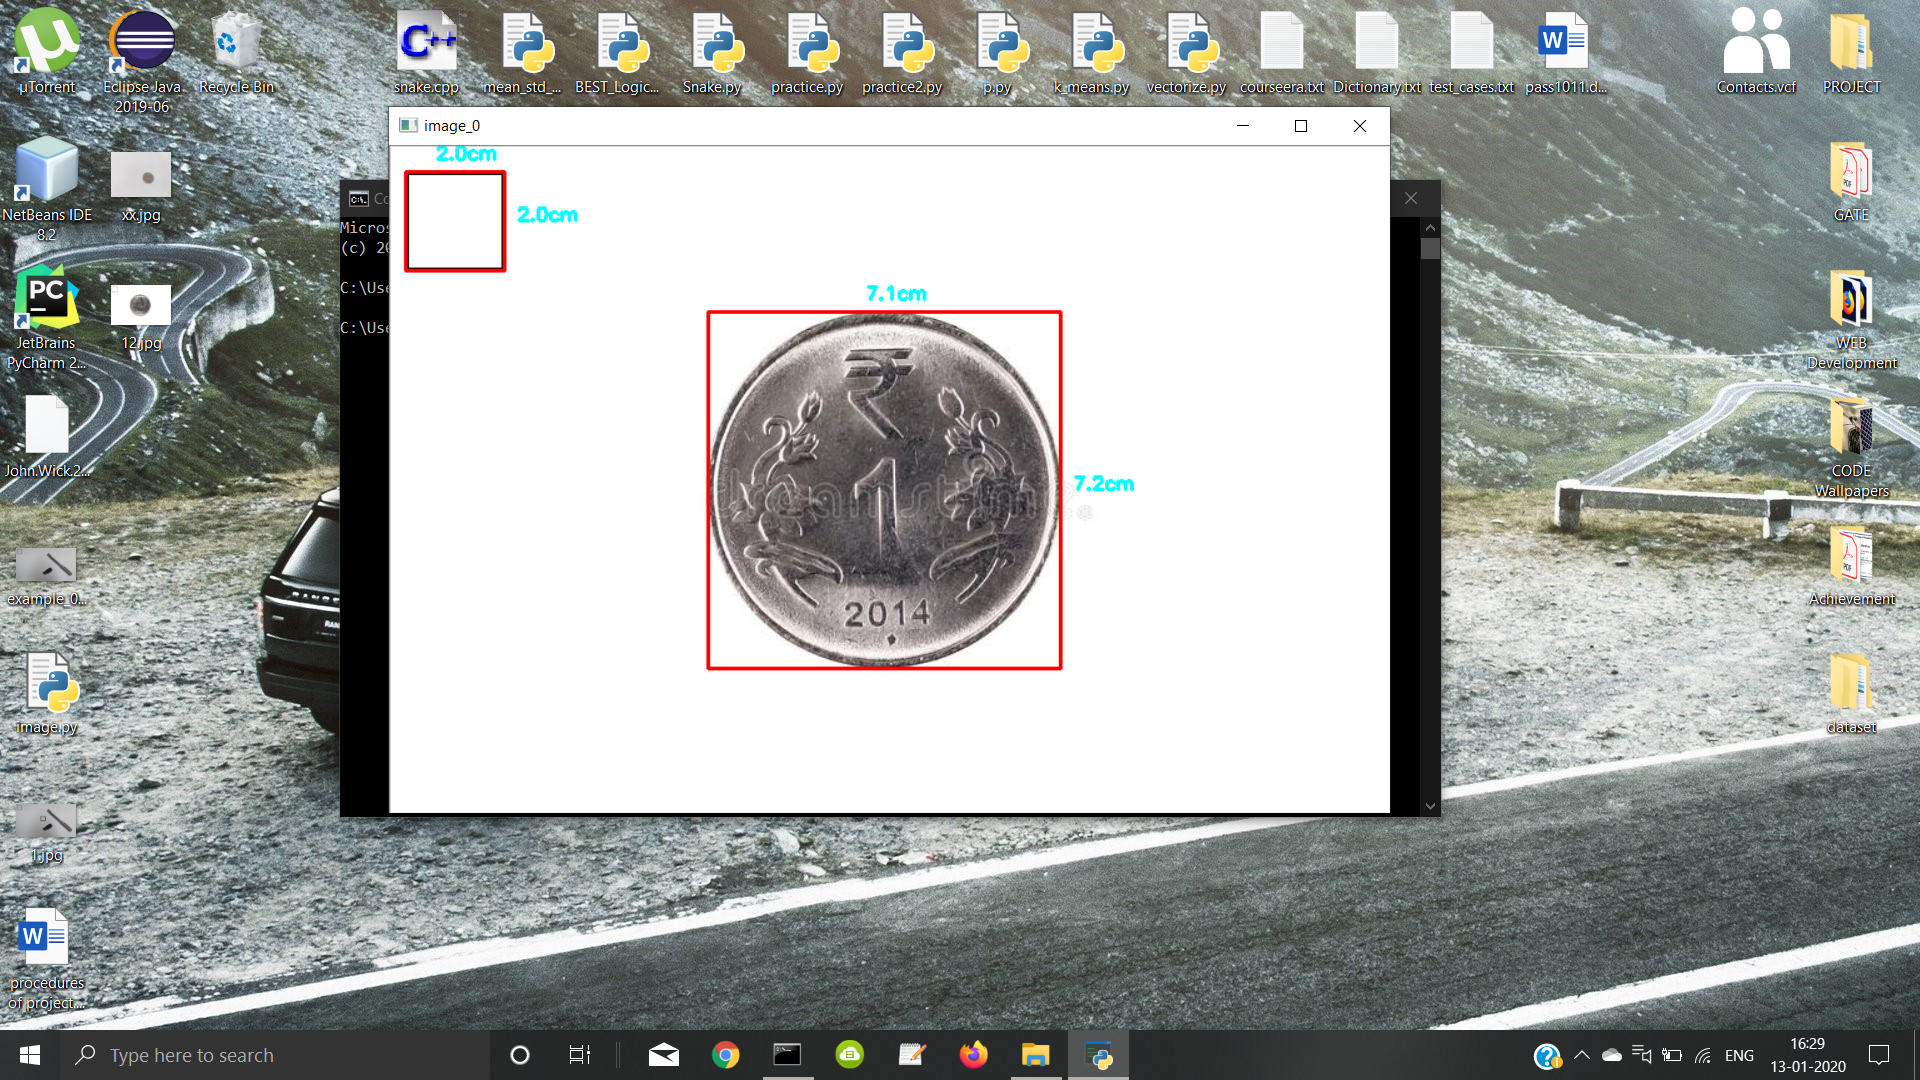 µTorrent
Eclipse Java
2019-06
Recycle Bin
snake.cpp
mean_std_...
BEST_Logic...
Snake.py
practice.py
practice2.py
p.py
k_means.py
vectorize.py
courseera.txt
Dictionary.txt
test_cases.txt
pass1011.d...
Contacts.vcf
PROJECT
image_0
2.0cm
2.0cm
7.1cm
7.2cm
1
2014
dreamstime
Micros
(c) 20
C:\Use
C:\Use
NetBeans IDE
8.2
xx.jpg
GATE
PC
JetBrains
PyCharm 2...
12.jpg
WEB
Development
John.Wick.2...
CODE
Wallpapers
example_0...
Achievement
image.py
dataset
1.jpg
procedures
of project....
Type here to search
ENG
16:29
13-01-2020